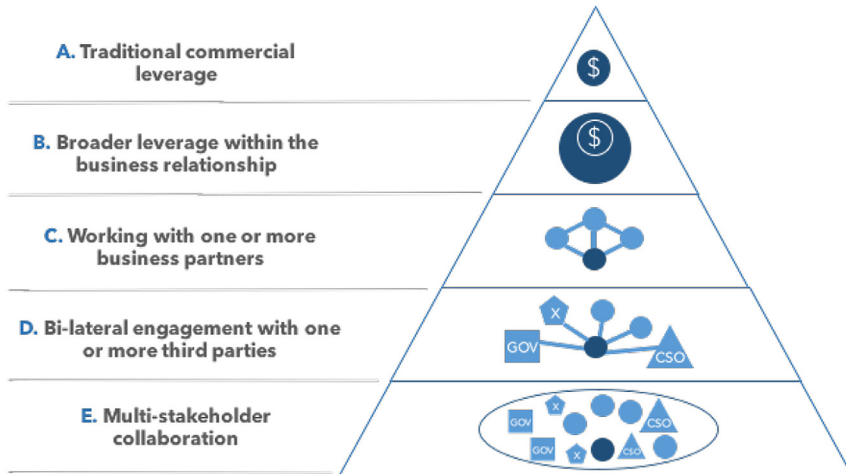 A. Traditional commercial
leverage
$
B. Broader leverage within the
business relationship
$
C. Working with one or more
business partners
D. Bi-lateral engagement with one
or more third parties
X
GOV
CSO
E. Multi-stakeholder
collaboration
X
GOV
CSO
GOV
X
CSO